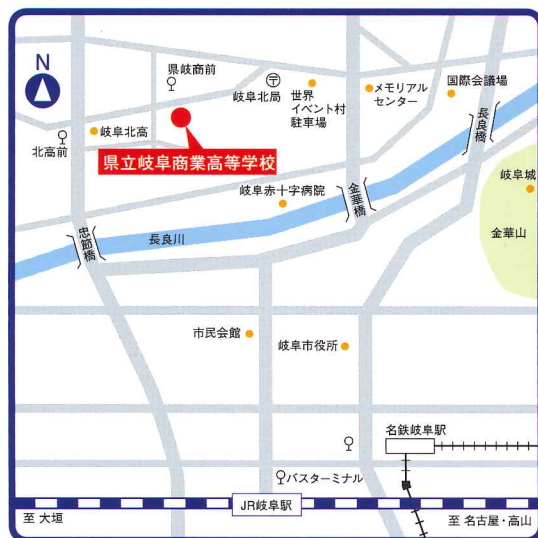 N
県岐商前
岐阜北局
世界
イベント村
駐車場
メモリアル
センター
国際会議場
長良橋
北高前
岐阜北高
県立岐阜商業高等学校
岐阜赤十字病院
金華橋
岐阜城
金華山
忠節橋
長良川
市民会館
岐阜市役所
名鉄岐阜駅
バスターミナル
JR岐阜駅
至 大垣
至 名古屋・高山